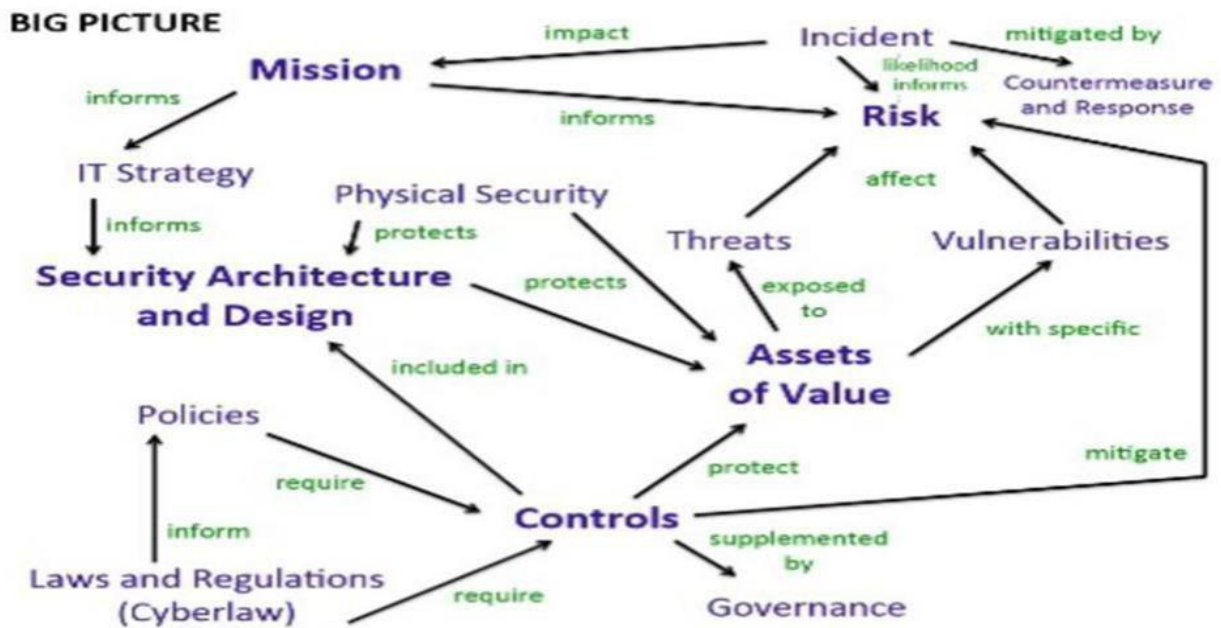 BIG PICTURE
impact
Incident
mitigated by
Mission
likelihood
informs
Countermeasure
and Response
informs
informs
Risk
IT Strategy
Physical Security
affect
informs
protects
Threats
Vulnerabilities
Security Architecture
and Design
protects
exposed
to
with specific
included in
Assets
of Value
Policies
require
protect
mitigate
inform
Controls
supplemented
by
Laws and Regulations
(Cyberlaw)
require
Governance